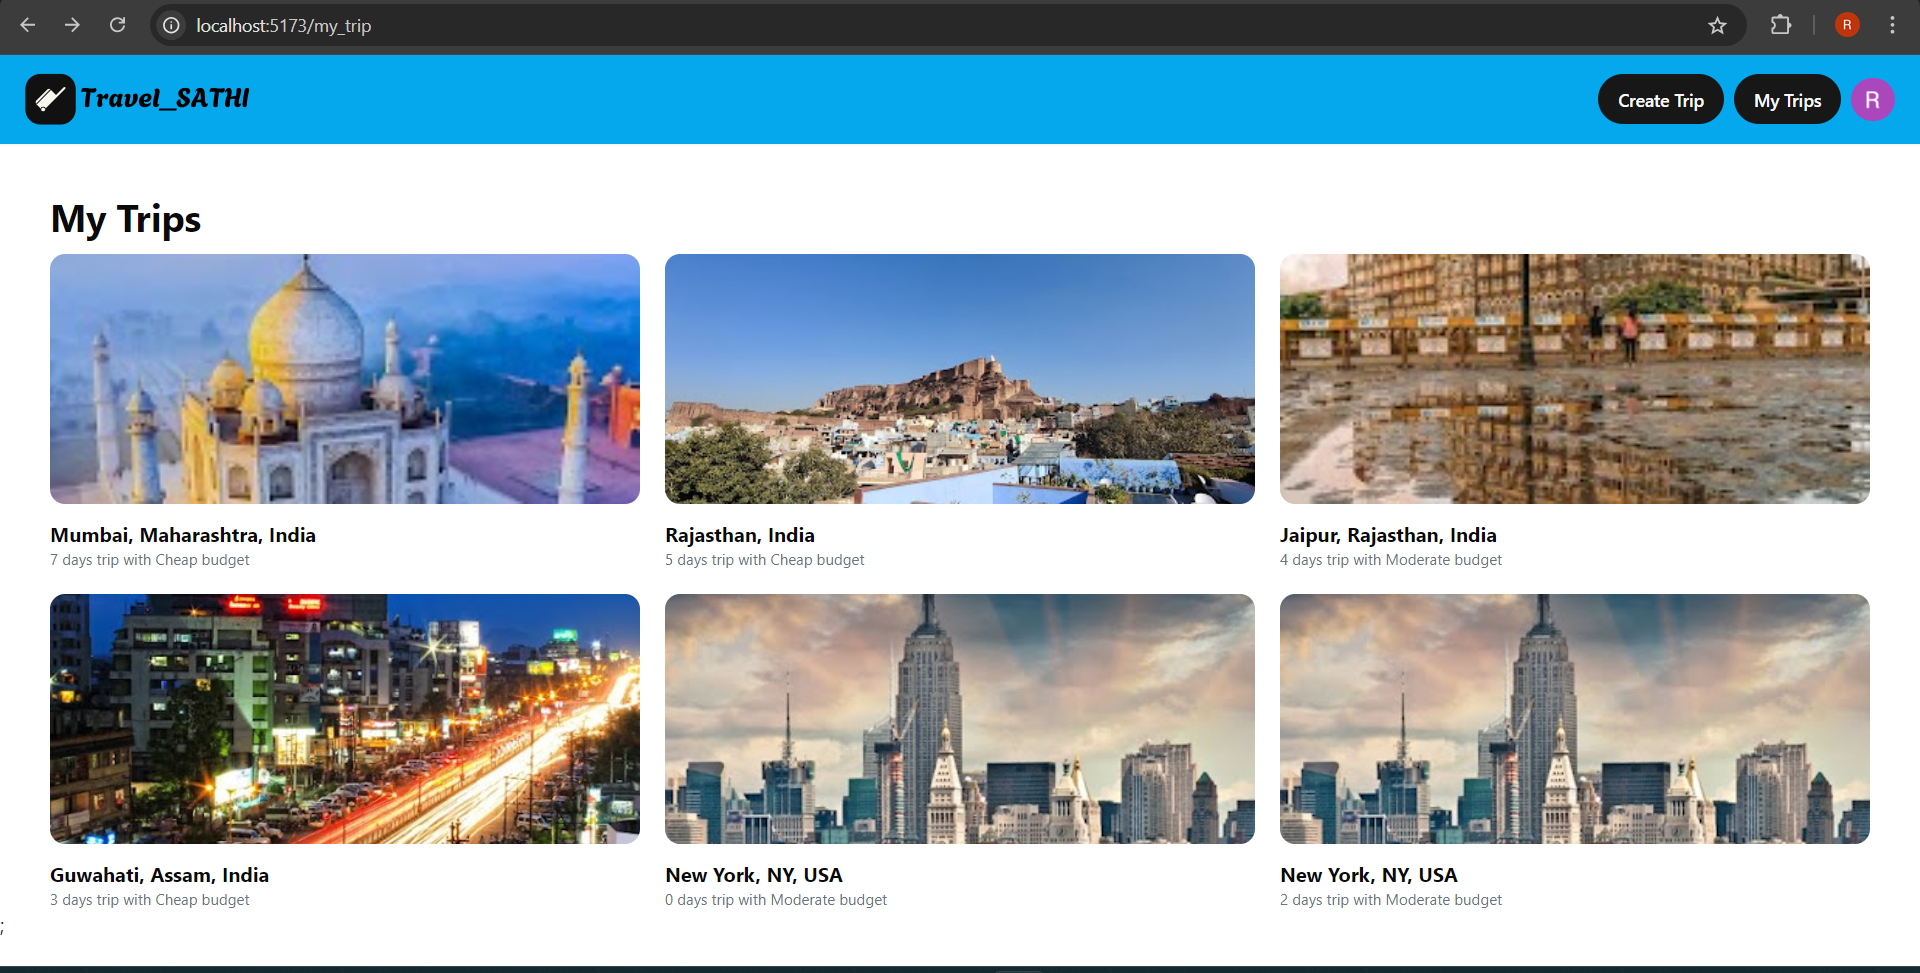 localhost:5173/my_trip
R
Travel_SATHI
Create Trip
My Trips
R
My Trips
Mumbai, Maharashtra, India
7 days trip with Cheap budget
Rajasthan, India
5 days trip with Cheap budget
Jaipur, Rajasthan, India
4 days trip with Moderate budget
Guwahati, Assam, India
3 days trip with Cheap budget
New York, NY, USA
0 days trip with Moderate budget
New York, NY, USA
2 days trip with Moderate budget
;